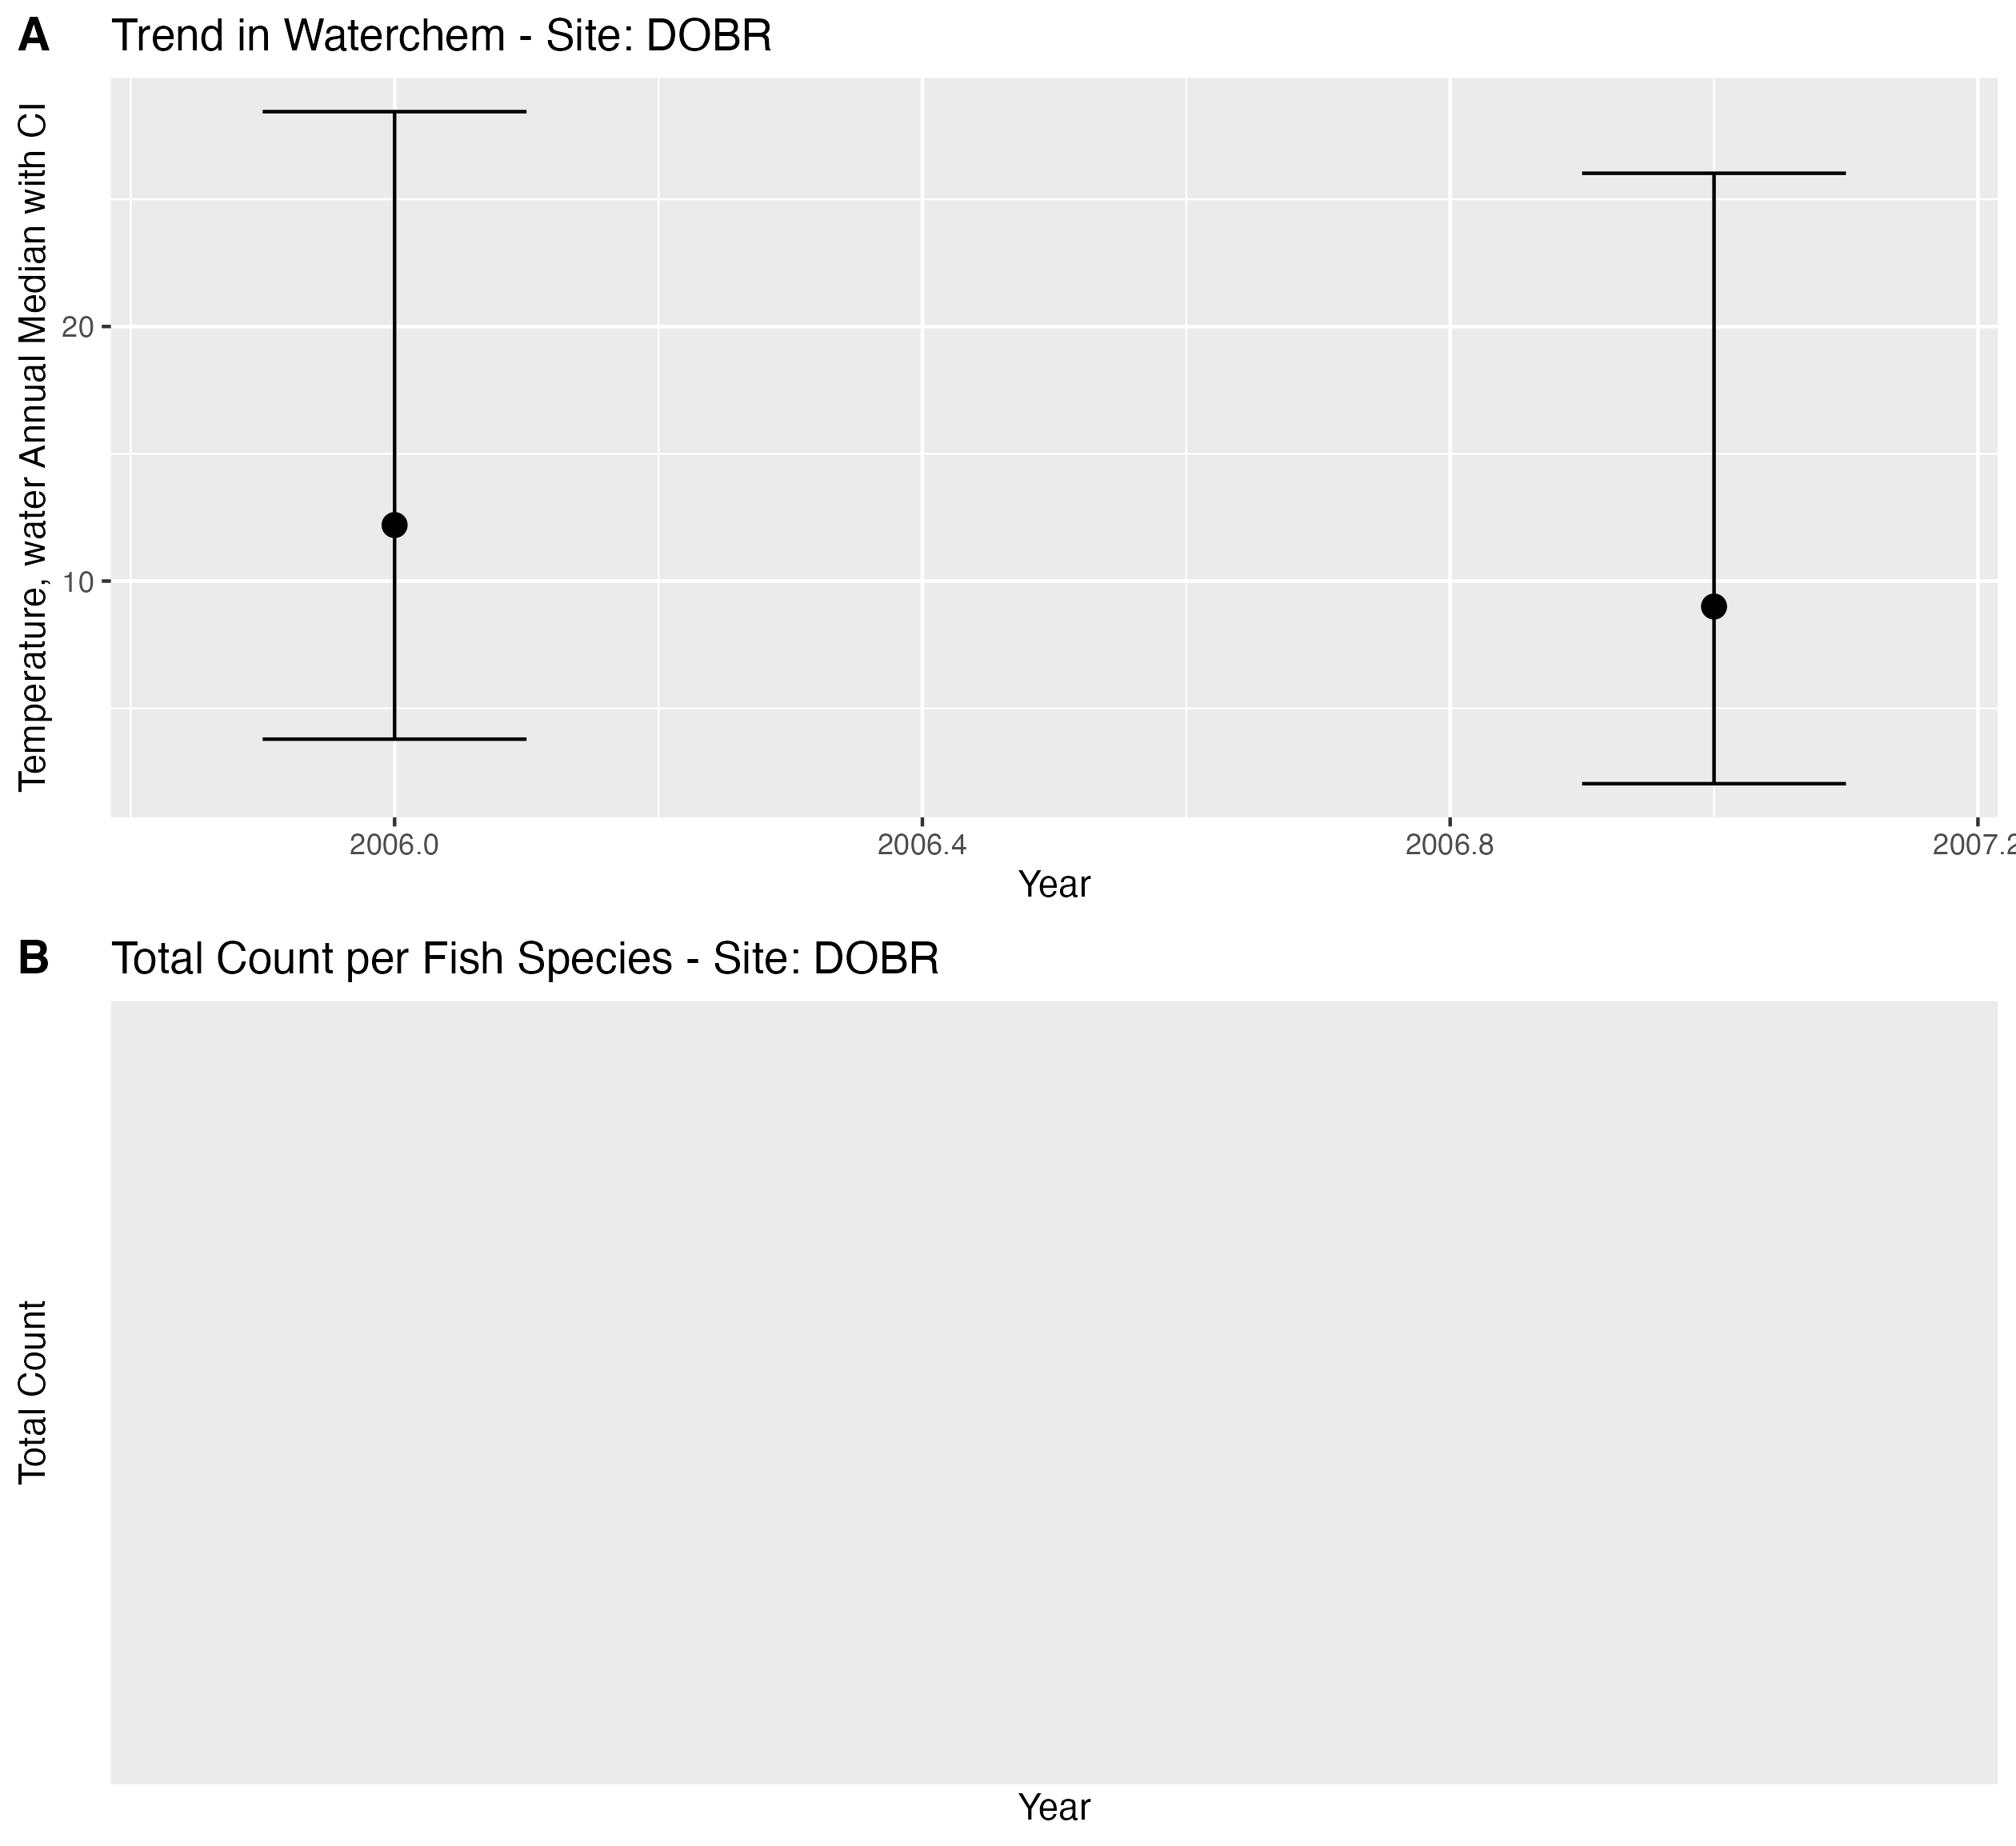 A Trend in Waterchem - Site: DOBR
Temperature, water Annual Median with CI
20
10
2006.0 2006.4 2006.8 2007.2
Year
B Total Count per Fish Species - Site: DOBR
Total Count
Year